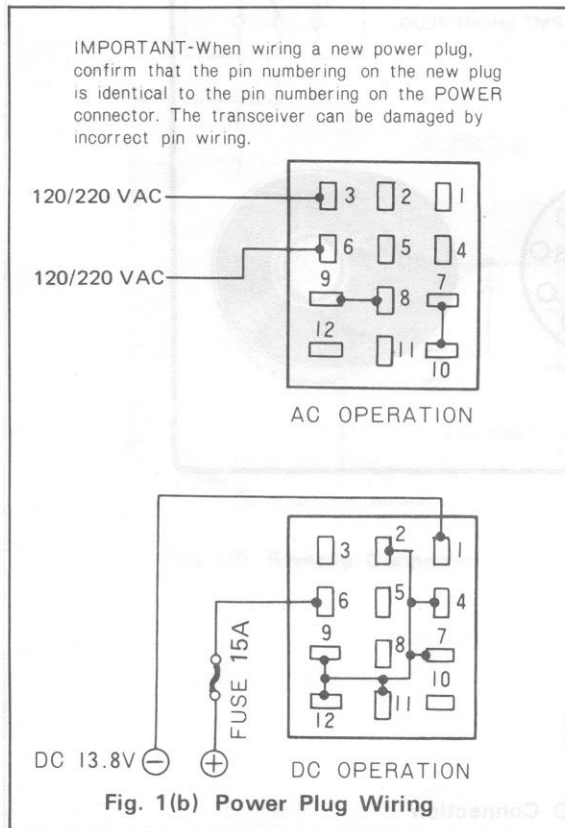 IMPORTANT-When wiring a new power plug,
confirm that the pin numbering on the new plug
is identical to the pin numbering on the POWER
connector. The transceiver can be damaged by
incorrect pin wiring.
120/220 VAC
3 2 1
120/220 VAC
6 5 4
9 8 7
12 11 10
AC OPERATION
3 2 1
6 5 4
9 8 7
12 11 10
FUSE 15A
DC 13.8V - +
DC OPERATION
Fig. 1(b) Power Plug Wiring